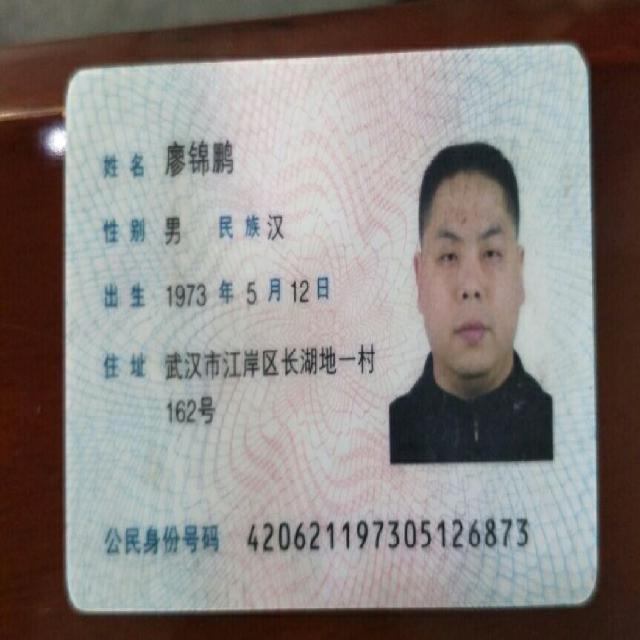 姓名 廖锦鹏
性别 男 民族 汉
出生 1973 年 5 月 12 日
住址 武汉市江岸区长湖地一村
162号
公民身份号码 420621197305126873